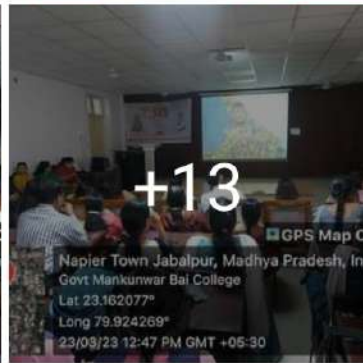 +13
GPS Map C
Napier Town Jabalpur, Madhya Pradesh, In
Govt Mankunwar Bai College
Lat 23.162077°
Long 79.924269°
23/03/23 12:47 PM GMT +05:30